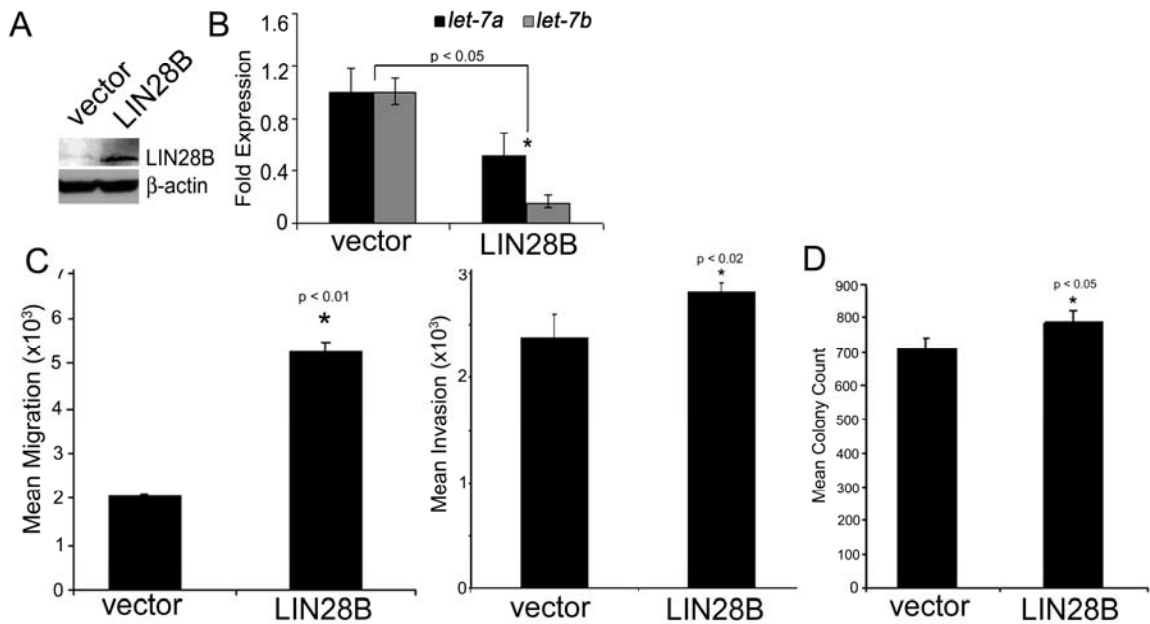 A
vector
LIN28B
LIN28B
β-actin
B
let-7a
let-7b
Fold Expression
1.6
1.2
0.8
0.4
0
p < 0.05
*
vector
LIN28B
C
Mean Migration (x10³)
7
6
5
4
3
2
1
0
p < 0.01
*
vector
LIN28B
Mean Invasion (x10³)
3
2
1
0
p < 0.02
*
vector
LIN28B
D
Mean Colony Count
900
800
700
600
500
400
300
200
100
0
p < 0.05
*
vector
LIN28B